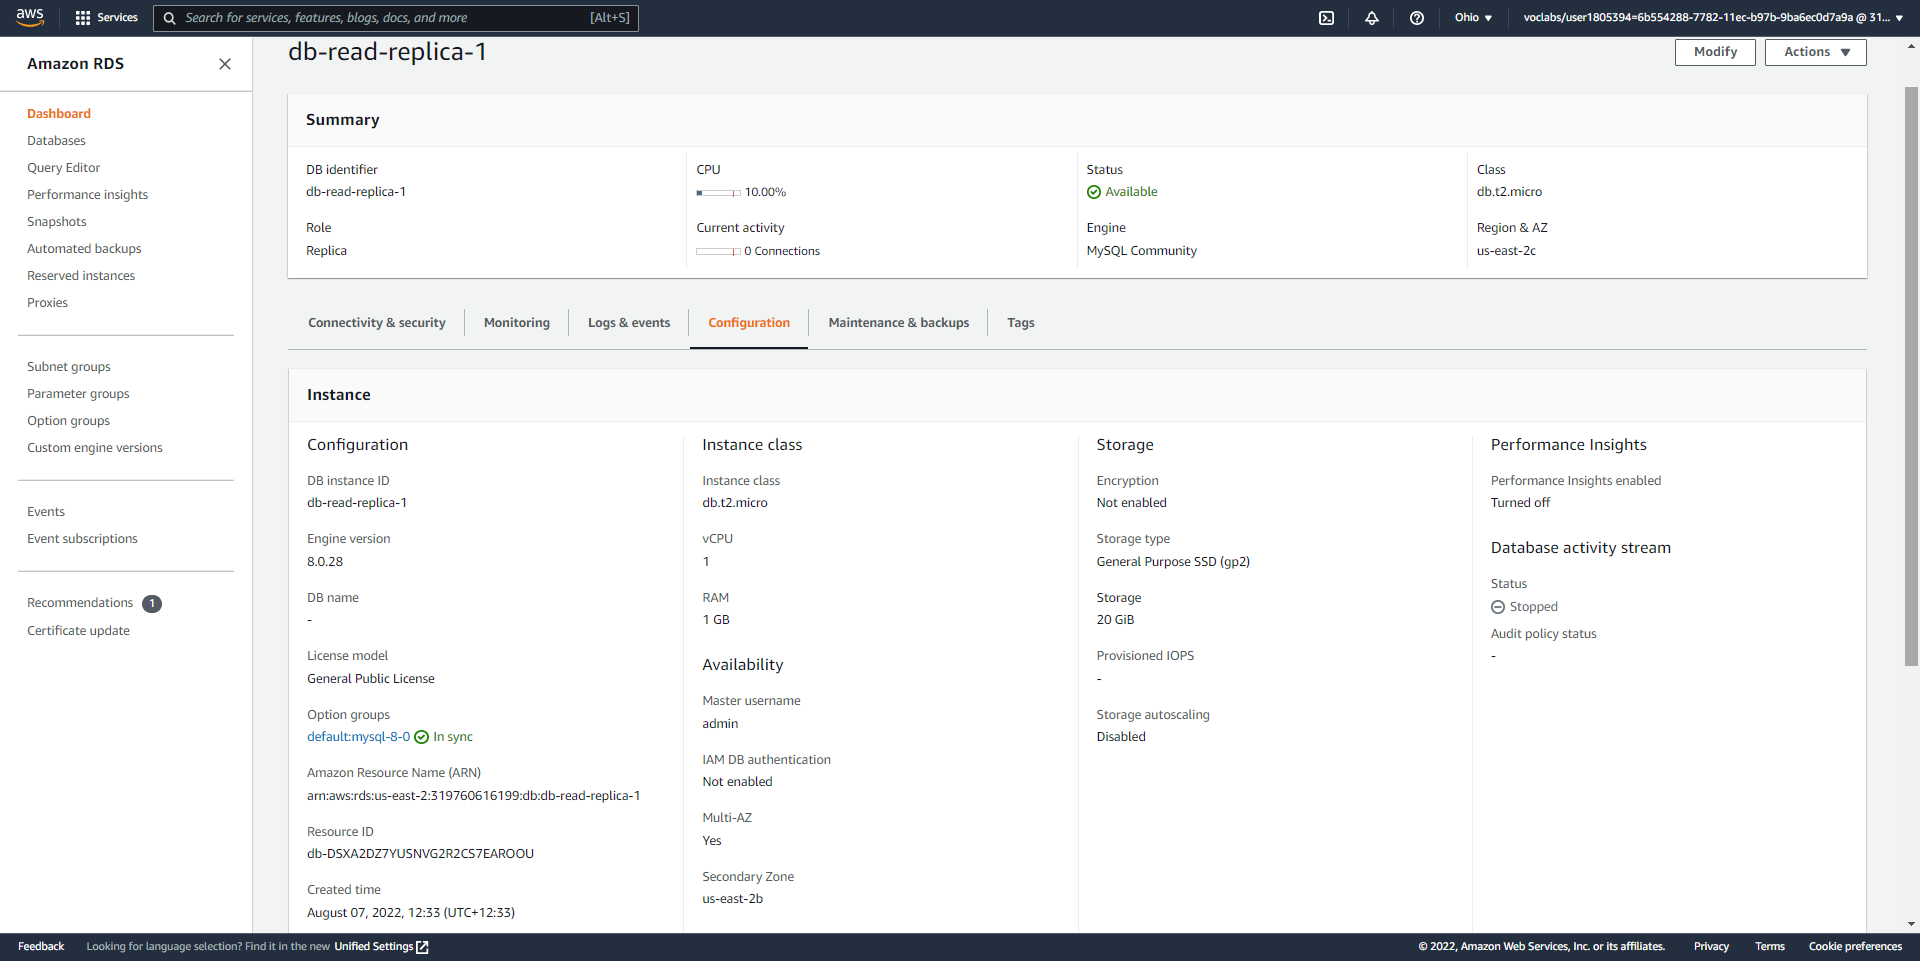 aws
Services
Search for services, features, blogs, docs, and more
[Alt+S]
Ohio
voclabs/user1805394=6b554288-7782-11ec-b97b-9ba6ec0d7a9a @ 31...
Amazon RDS
Dashboard
Databases
Query Editor
Performance insights
Snapshots
Automated backups
Reserved instances
Proxies
Subnet groups
Parameter groups
Option groups
Custom engine versions
Events
Event subscriptions
Recommendations 1
Certificate update
db-read-replica-1
Modify
Actions
Summary
DB identifier
db-read-replica-1
Role
Replica
CPU
10.00%
Current activity
0 Connections
Status
Available
Engine
MySQL Community
Class
db.t2.micro
Region & AZ
us-east-2c
Connectivity & security
Monitoring
Logs & events
Configuration
Maintenance & backups
Tags
Instance
Configuration
DB instance ID
db-read-replica-1
Engine version
8.0.28
DB name
-
License model
General Public License
Option groups
default:mysql-8-0 In sync
Amazon Resource Name (ARN)
arn:aws:rds:us-east-2:319760616199:db:db-read-replica-1
Resource ID
db-DSXA2DZ7YUSNVG2R2CS7EAROOU
Created time
August 07, 2022, 12:33 (UTC+12:33)
Instance class
Instance class
db.t2.micro
vCPU
1
RAM
1 GB
Availability
Master username
admin
IAM DB authentication
Not enabled
Multi-AZ
Yes
Secondary Zone
us-east-2b
Storage
Encryption
Not enabled
Storage type
General Purpose SSD (gp2)
Storage
20 GiB
Provisioned IOPS
-
Storage autoscaling
Disabled
Performance Insights
Performance Insights enabled
Turned off
Database activity stream
Status
Stopped
Audit policy status
-
Feedback
Looking for language selection? Find it in the new Unified Settings
© 2022, Amazon Web Services, Inc. or its affiliates.
Privacy
Terms
Cookie preferences